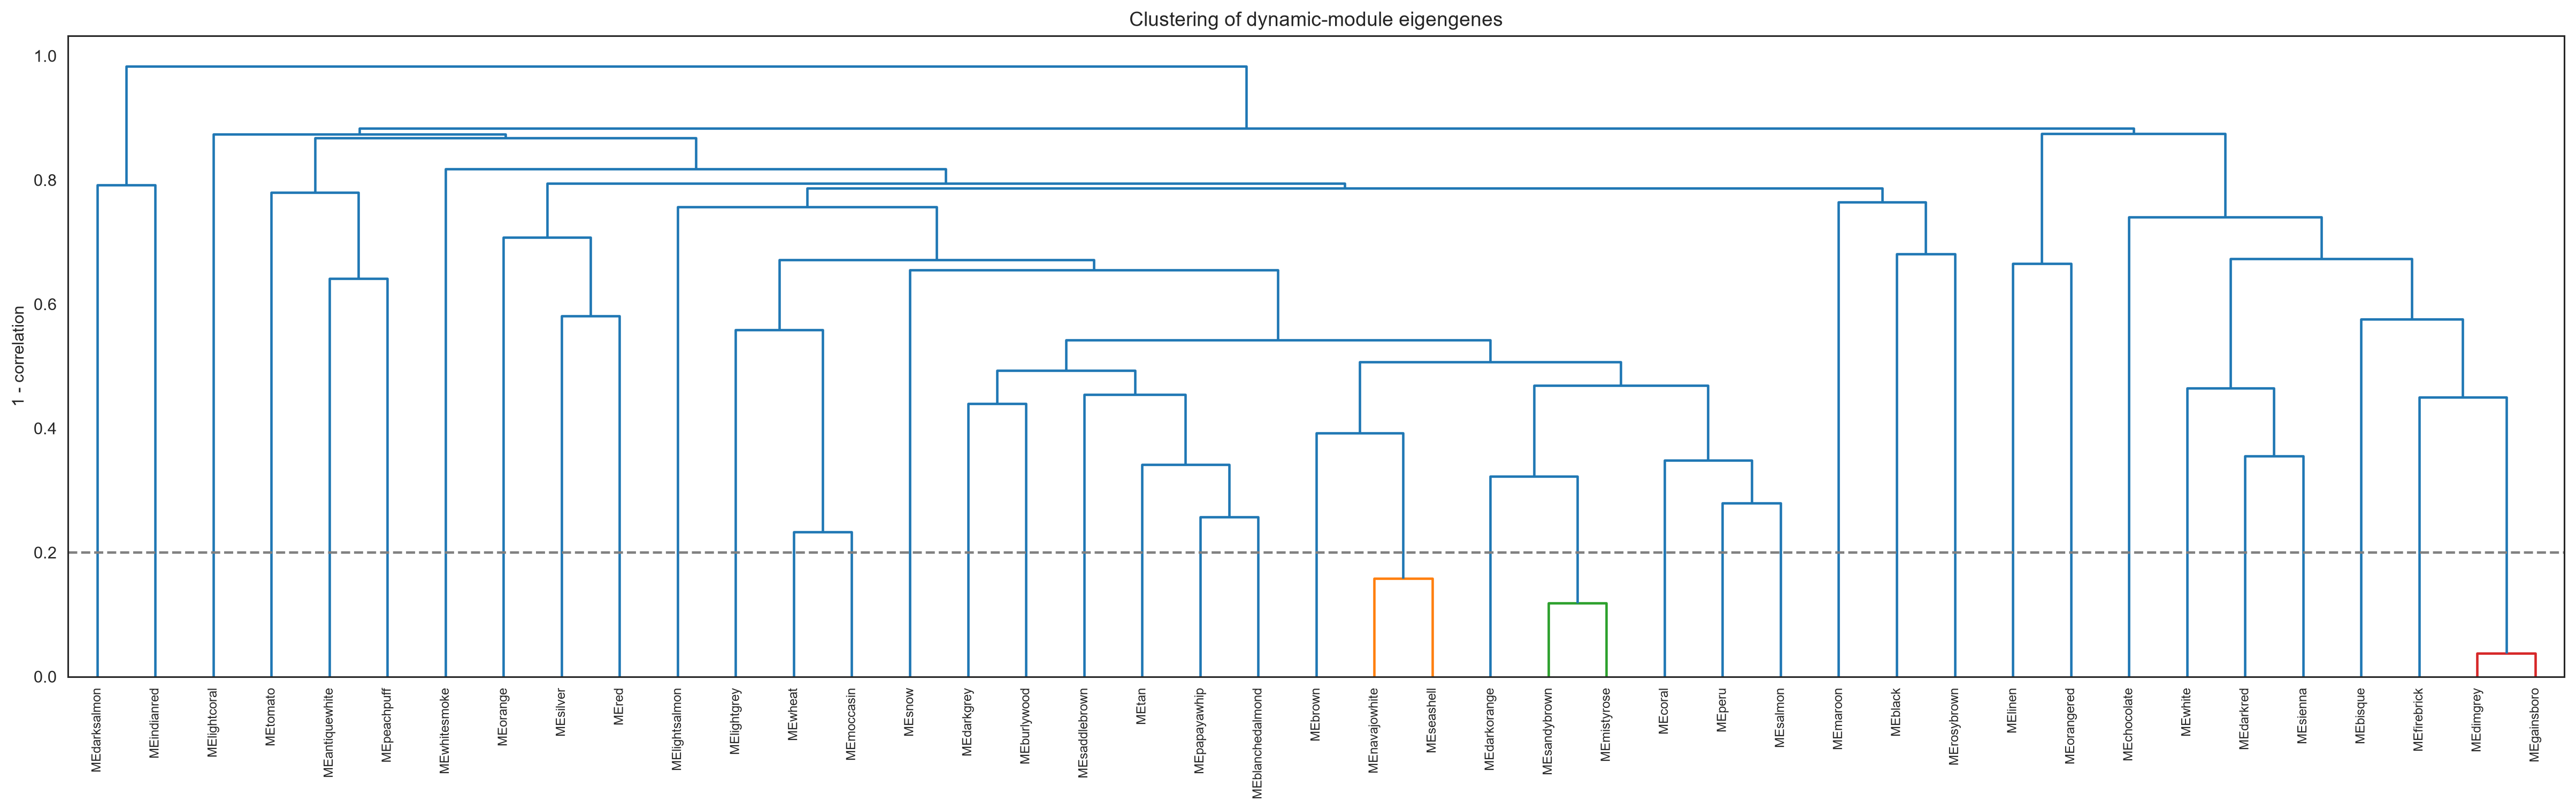 Clustering of dynamic-module eigengenes
1.0
0.8
0.6
0.4
0.2
0.0
1 - correlation
MEdarksalmon
MEindianred
MElightcoral
MEtomato
MEantiquewhite
MEpeachpuff
MEwhitesmoke
MEorange
MEsilver
MEred
MElightsalmon
MElightgrey
MEwheat
MEmoccasin
MEsnow
MEdarkgrey
MEburlywood
MEsaddlebrown
MEtan
MEpapayawhip
MEblanchedalmond
MEbrown
MEnavajowhite
MEseashell
MEdarkorange
MEsandybrown
MEmistyrose
MEcoral
MEperu
MEsalmon
MEmaroon
MEblack
MErosybrown
MElinen
MEorangered
MEchocolate
MEwhite
MEdarkred
MEsienna
MEbisque
MEfirebrick
MEdimgrey
MEgainsboro